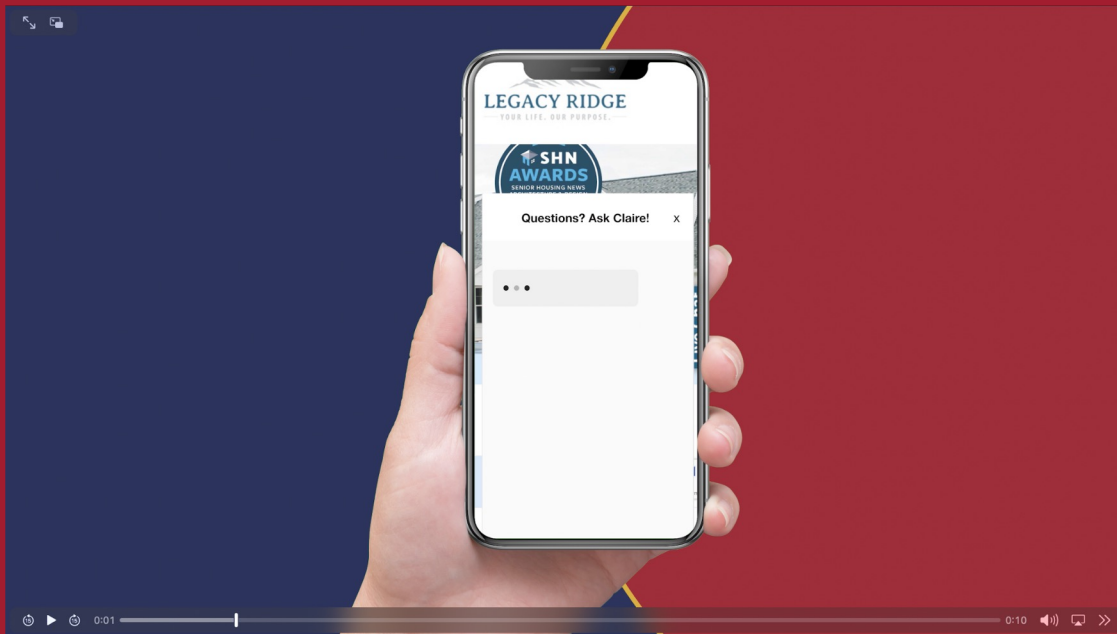 LEGACY RIDGE
YOUR LIFE. OUR PURPOSE.
SHN
AWARDS
SENIOR HOUSING NEWS
Questions? Ask Claire! x
0:01
0:10